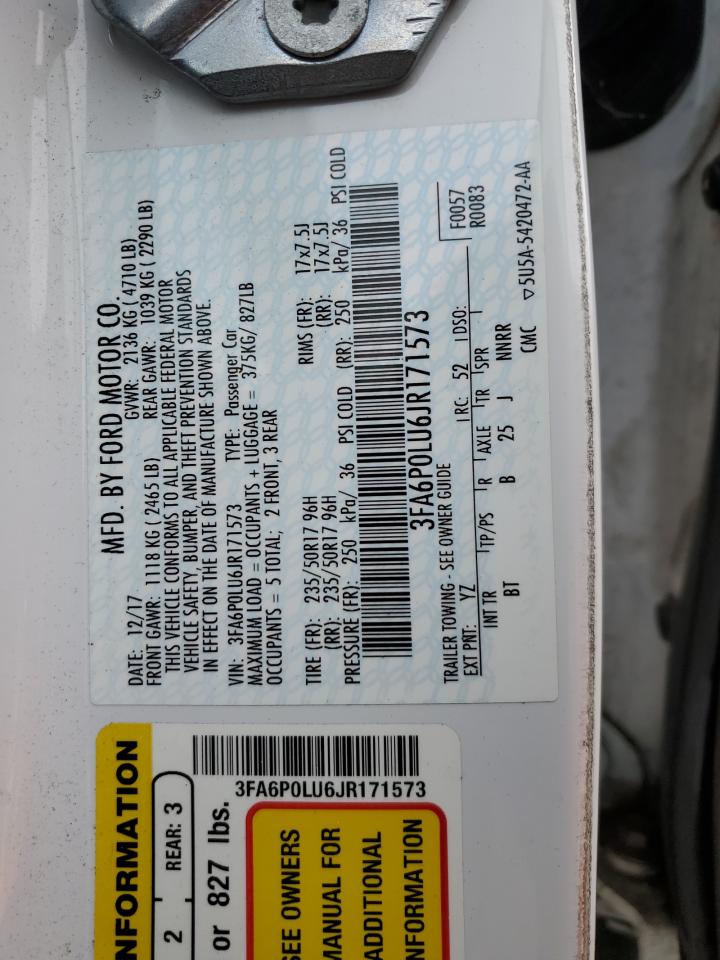 MFD. BY FORD MOTOR CO.
DATE: 12/17 GVWR: 2136 KG ( 4710 LB)
FRONT GAWR: 1118 KG ( 2465 LB) REAR GAWR: 1039 KG ( 2290 LB)
THIS VEHICLE CONFORMS TO ALL APPLICABLE FEDERAL MOTOR
VEHICLE SAFETY, BUMPER, AND THEFT PREVENTION STANDARDS
IN EFFECT ON THE DATE OF MANUFACTURE SHOWN ABOVE.
VIN: 3FA6P0LU6JR171573 TYPE: Passenger Car
MAXIMUM LOAD = OCCUPANTS + LUGGAGE = 375KG/ 827LB
OCCUPANTS = 5 TOTAL; 2 FRONT, 3 REAR
TIRE (FR): 235/50R17 96H RIMS (FR): 17x7.5J
(RR): 235/50R17 96H (RR): 17x7.5J
PRESSURE (FR): 250 kPa/ 36 PSI COLD (RR): 250 kPa/ 36 PSI COLD
3FA6P0LU6JR171573
TRAILER TOWING - SEE OWNER GUIDE F0057
EXT PNT: YZ RC: 52 DSO: R0083
INT TR TP/PS R AXLE TR SPR
BT B 25 J NNRR
CMC ▽5U5A-5420472-AA
NFORMATION
2 REAR: 3
or 827 lbs.
3FA6P0LU6JR171573
SEE OWNERS
MANUAL FOR
ADDITIONAL
NFORMATION